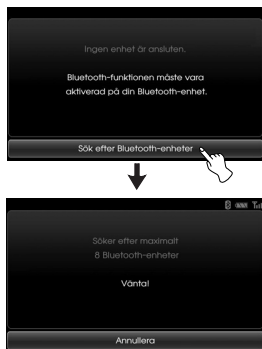 Ingen enhet är ansluten.
Bluetooth-funktionen måste vara
aktiverad på din Bluetooth-enhet.
Sök efter Bluetooth-enheter
Söker efter maximalt
8 Bluetooth-enheter
Vänta!
Annullera